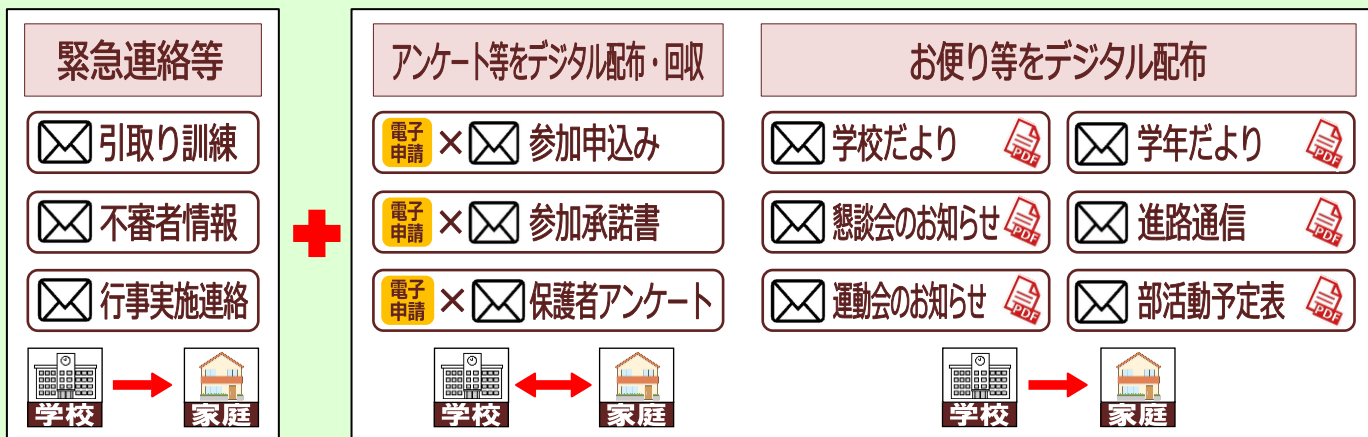 緊急連絡等
引取り訓練
不審者情報
行事実施連絡
学校
家庭
アンケート等をデジタル配布・回収
電子
申請
×
参加申込み
電子
申請
×
参加承諾書
電子
申請
×
保護者アンケート
学校
家庭
お便り等をデジタル配布
学校だより
PDF
学年だより
PDF
懇談会のお知らせ
PDF
進路通信
PDF
運動会のお知らせ
PDF
部活動予定表
PDF
学校
家庭